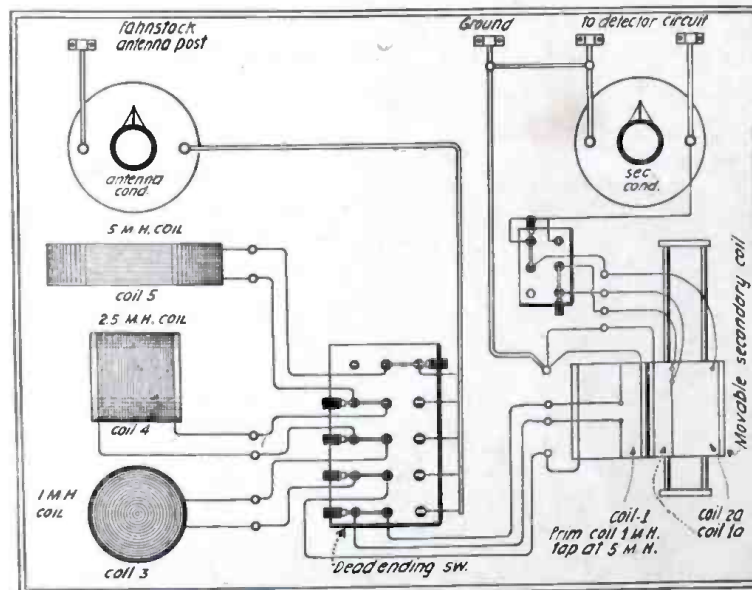 Fahnstock
antenna post
Ground
to detector circuit
antenna
cond.
sec
cond.
5 M.H. COIL
coil 5
2.5 M.H. COIL
coil 4
1 M H
COIL
coil 3
Dead ending sw.
Movable secondary coil
coil-1
Prim coil 1 M.H.
tap at 5 M.H.
coil 2a
coil 1a